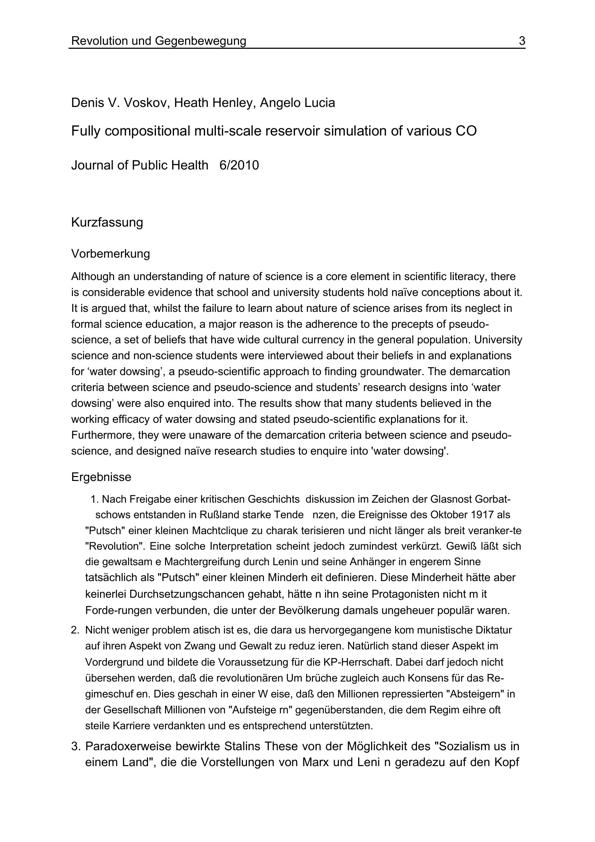 Revolution und Gegenbewegung 3
Denis V. Voskov, Heath Henley, Angelo Lucia
Fully compositional multi-scale reservoir simulation of various CO
Journal of Public Health 6/2010
Kurzfassung
Vorbemerkung
Although an understanding of nature of science is a core element in scientific literacy, there
is considerable evidence that school and university students hold naïve conceptions about it.
It is argued that, whilst the failure to learn about nature of science arises from its neglect in
formal science education, a major reason is the adherence to the precepts of pseudo-
science, a set of beliefs that have wide cultural currency in the general population. University
science and non-science students were interviewed about their beliefs in and explanations
for ‘water dowsing’, a pseudo-scientific approach to finding groundwater. The demarcation
criteria between science and pseudo-science and students’ research designs into ‘water
dowsing’ were also enquired into. The results show that many students believed in the
working efficacy of water dowsing and stated pseudo-scientific explanations for it.
Furthermore, they were unaware of the demarcation criteria between science and pseudo-
science, and designed naïve research studies to enquire into 'water dowsing'.
Ergebnisse
1. Nach Freigabe einer kritischen Geschichts diskussion im Zeichen der Glasnost Gorbat-
schows entstanden in Rußland starke Tende nzen, die Ereignisse des Oktober 1917 als
"Putsch" einer kleinen Machtclique zu charak terisieren und nicht länger als breit veranker-te
"Revolution". Eine solche Interpretation scheint jedoch zumindest verkürzt. Gewiß läßt sich
die gewaltsam e Machtergreifung durch Lenin und seine Anhänger in engerem Sinne
tatsächlich als "Putsch" einer kleinen Minderh eit definieren. Diese Minderheit hätte aber
keinerlei Durchsetzungschancen gehabt, hätte n ihn seine Protagonisten nicht m it
Forde-rungen verbunden, die unter der Bevölkerung damals ungeheuer populär waren.
2. Nicht weniger problem atisch ist es, die dara us hervorgegangene kom munistische Diktatur
auf ihren Aspekt von Zwang und Gewalt zu reduz ieren. Natürlich stand dieser Aspekt im
Vordergrund und bildete die Voraussetzung für die KP-Herrschaft. Dabei darf jedoch nicht
übersehen werden, daß die revolutionären Um brüche zugleich auch Konsens für das Re-
gimeschuf en. Dies geschah in einer W eise, daß den Millionen repressierten "Absteigern" in
der Gesellschaft Millionen von "Aufsteige rn" gegenüberstanden, die dem Regim eihre oft
steile Karriere verdankten und es entsprechend unterstützten.
3. Paradoxerweise bewirkte Stalins These von der Möglichkeit des "Sozialism us in
einem Land", die die Vorstellungen von Marx und Leni n geradezu auf den Kopf